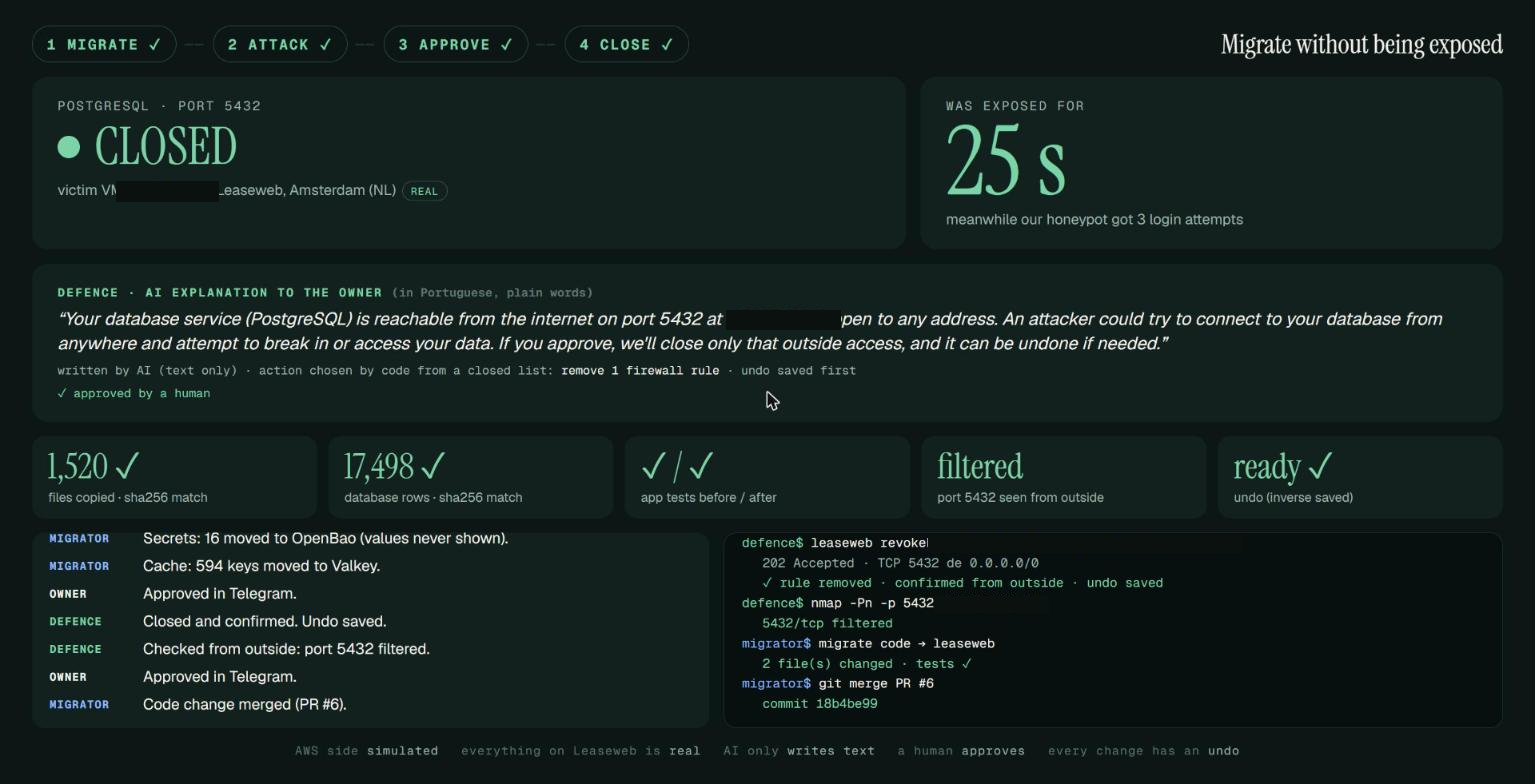 1 MIGRATE ✓ — 2 ATTACK ✓ — 3 APPROVE ✓ — 4 CLOSE ✓
Migrate without being exposed
POSTGRESQL · PORT 5432
CLOSED
victim VM Leaseweb, Amsterdam (NL) REAL
WAS EXPOSED FOR
25 s
meanwhile our honeypot got 3 login attempts
DEFENCE · AI EXPLANATION TO THE OWNER (in Portuguese, plain words)
“Your database service (PostgreSQL) is reachable from the internet on port 5432 at pen to any address. An attacker could try to connect to your database from
anywhere and attempt to break in or access your data. If you approve, we'll close only that outside access, and it can be undone if needed.”
written by AI (text only) · action chosen by code from a closed list: remove 1 firewall rule · undo saved first
✓ approved by a human
1,520 ✓
files copied · sha256 match
17,498 ✓
database rows · sha256 match
✓ / ✓
app tests before / after
filtered
port 5432 seen from outside
ready ✓
undo (inverse saved)
MIGRATOR Secrets: 16 moved to OpenBao (values never shown).
MIGRATOR Cache: 594 keys moved to Valkey.
OWNER Approved in Telegram.
DEFENCE Closed and confirmed. Undo saved.
DEFENCE Checked from outside: port 5432 filtered.
OWNER Approved in Telegram.
MIGRATOR Code change merged (PR #6).
defence$ leaseweb revoke
202 Accepted · TCP 5432 de 0.0.0.0/0
✓ rule removed · confirmed from outside · undo saved
defence$ nmap -Pn -p 5432
5432/tcp filtered
migrator$ migrate code → leaseweb
2 file(s) changed · tests ✓
migrator$ git merge PR #6
commit 18b4be99
AWS side simulated everything on Leaseweb is real AI only writes text a human approves every change has an undo